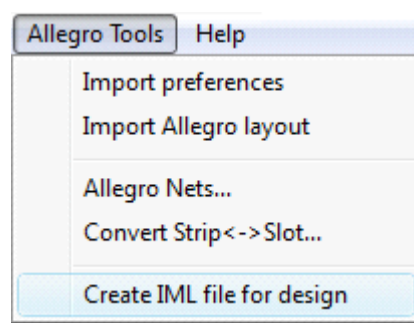 Allegro Tools Help
Import preferences
Import Allegro layout
Allegro Nets...
Convert Strip<->Slot...
Create IML file for design